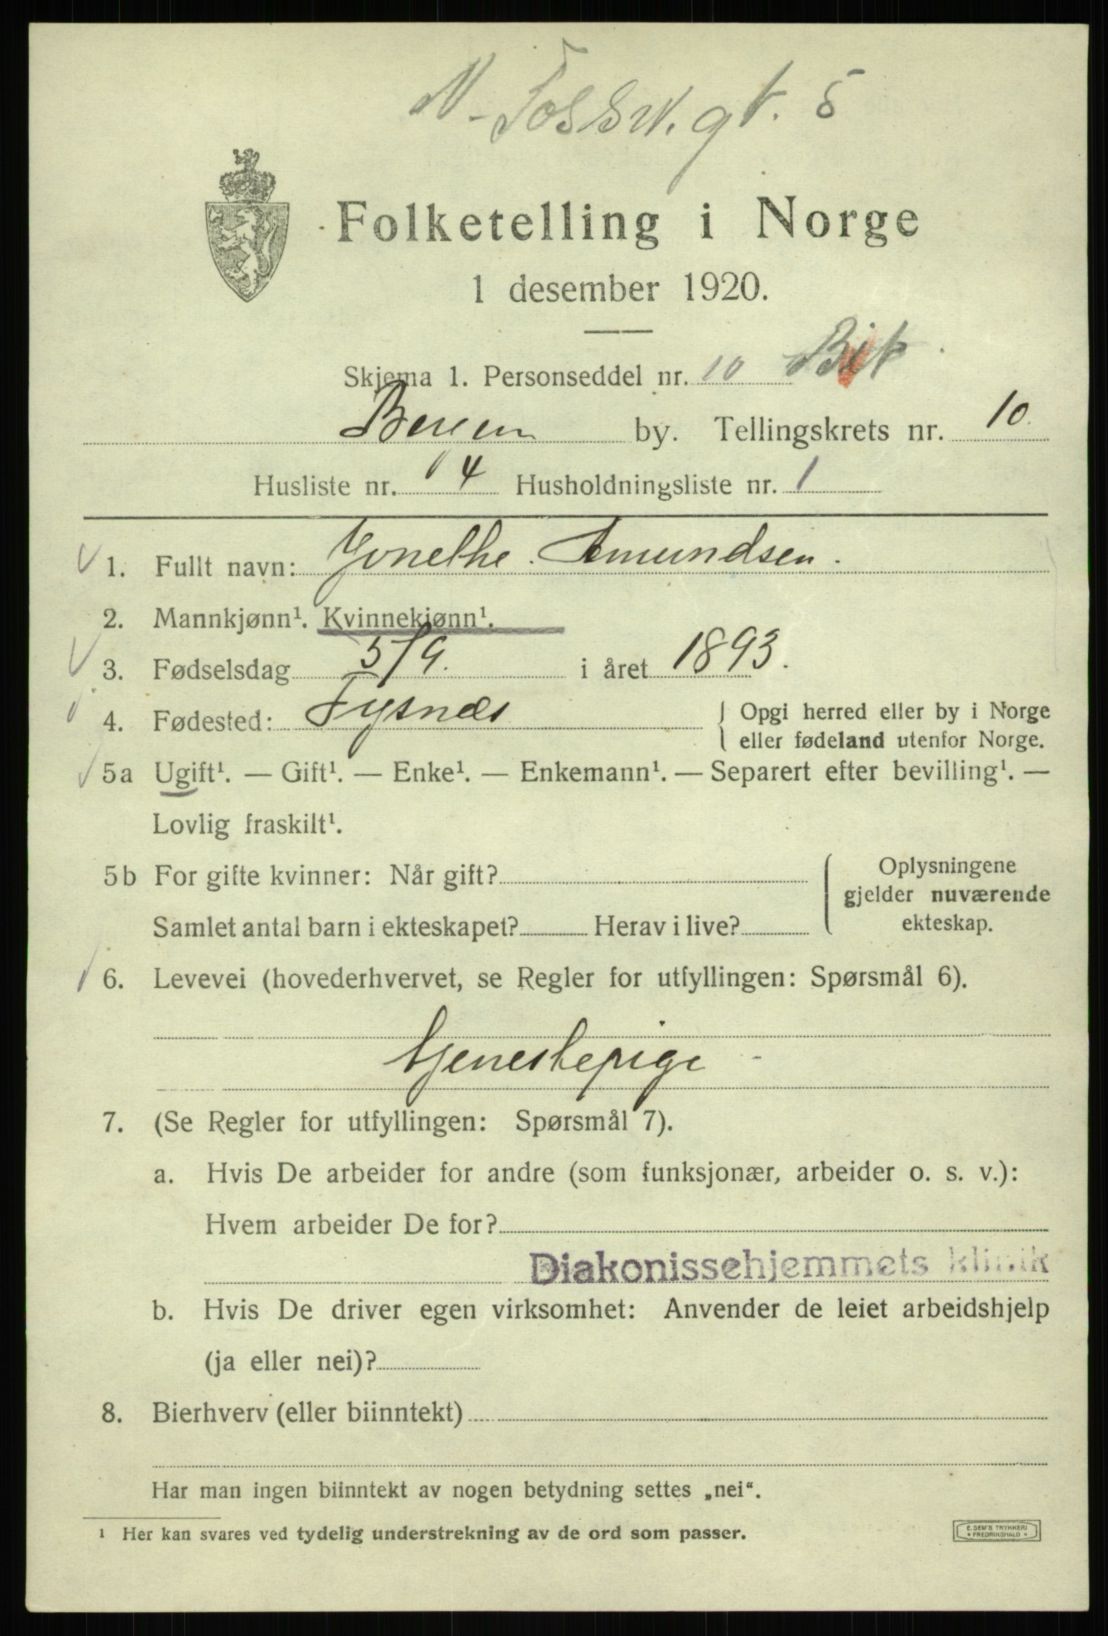 N. Fossw. gt. 5
Folketelling i Norge
1 desember 1920.
Skjema 1. Personseddel nr. 10
Bergen by. Tellingskrets nr. 10
Husliste nr. 4 Husholdningsliste nr. 1
1. Fullt navn: Jonethe Amundsen.
2. Mannkjønn¹. Kvinnekjønn¹.
3. Fødselsdag 5/9. i året 1893.
4. Fødested: Tysnæs
Opgi herred eller by i Norge
eller fødeland utenfor Norge.
5a Ugift¹. — Gift¹. — Enke¹. — Enkemann¹. — Separert efter bevilling¹. —
Lovlig fraskilt¹.
5b For gifte kvinner: Når gift?
Samlet antal barn i ekteskapet? Herav i live?
Oplysningene
gjelder nuværende
ekteskap.
6. Levevei (hovederhvervet, se Regler for utfyllingen: Spørsmål 6).
tjenestepige
7. (Se Regler for utfyllingen: Spørsmål 7).
a. Hvis De arbeider for andre (som funksjonær, arbeider o. s. v.):
Hvem arbeider De for?
Diakonissehjemmets klinik
b. Hvis De driver egen virksomhet: Anvender de leiet arbeidshjelp
(ja eller nei)?
8. Bierhverv (eller biinntekt)
Har man ingen biinntekt av nogen betydning settes „nei“.
¹ Her kan svares ved tydelig understrekning av de ord som passer.
E. SEM'S TRYKKERI
FREDRIKSHALD